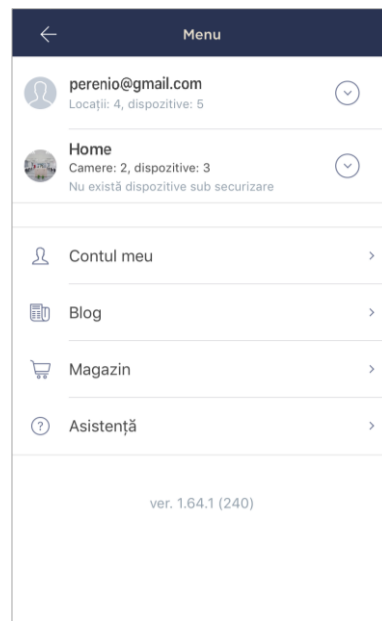 Menu
perenio@gmail.com
Locații: 4, dispozitive: 5
Home
Camere: 2, dispozitive: 3
Nu există dispozitive sub securizare
Contul meu
Blog
Magazin
Asistență
ver. 1.64.1 (240)